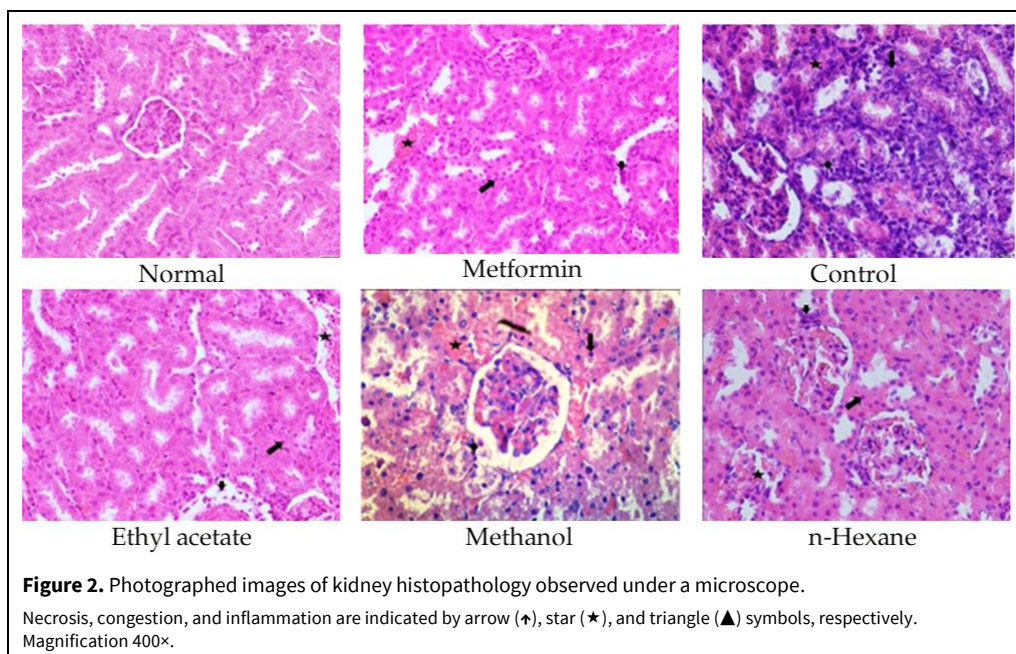 Normal
Metformin
Control
Ethyl acetate
Methanol
n-Hexane
Figure 2. Photographed images of kidney histopathology observed under a microscope.
Necrosis, congestion, and inflammation are indicated by arrow (↑), star (★), and triangle (▲) symbols, respectively.
Magnification 400×.